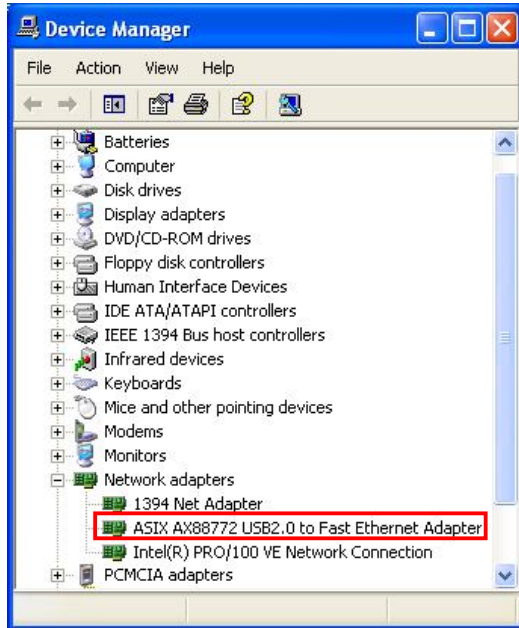 Device Manager
File Action View Help
Batteries
Computer
Disk drives
Display adapters
DVD/CD-ROM drives
Floppy disk controllers
Human Interface Devices
IDE ATA/ATAPI controllers
IEEE 1394 Bus host controllers
Infrared devices
Keyboards
Mice and other pointing devices
Modems
Monitors
Network adapters
1394 Net Adapter
ASIX AX88772 USB2.0 to Fast Ethernet Adapter
Intel(R) PRO/100 VE Network Connection
PCMCIA adapters